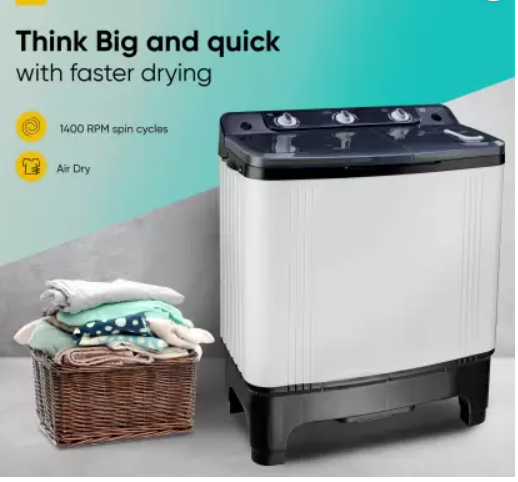 Think Big and quick
with faster drying
1400 RPM spin cycles
Air Dry